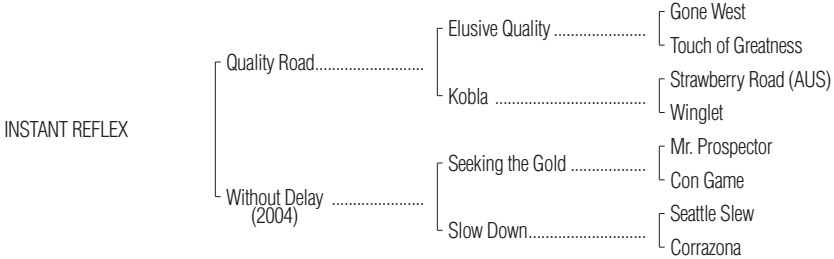 Gone West
Elusive Quality ......................
Touch of Greatness
Quality Road..........................
Strawberry Road (AUS)
Kobla ....................................
Winglet
INSTANT REFLEX
Mr. Prospector
Seeking the Gold ..................
Con Game
Without Delay ......................
(2004)
Seattle Slew
Slow Down............................
Corrazona